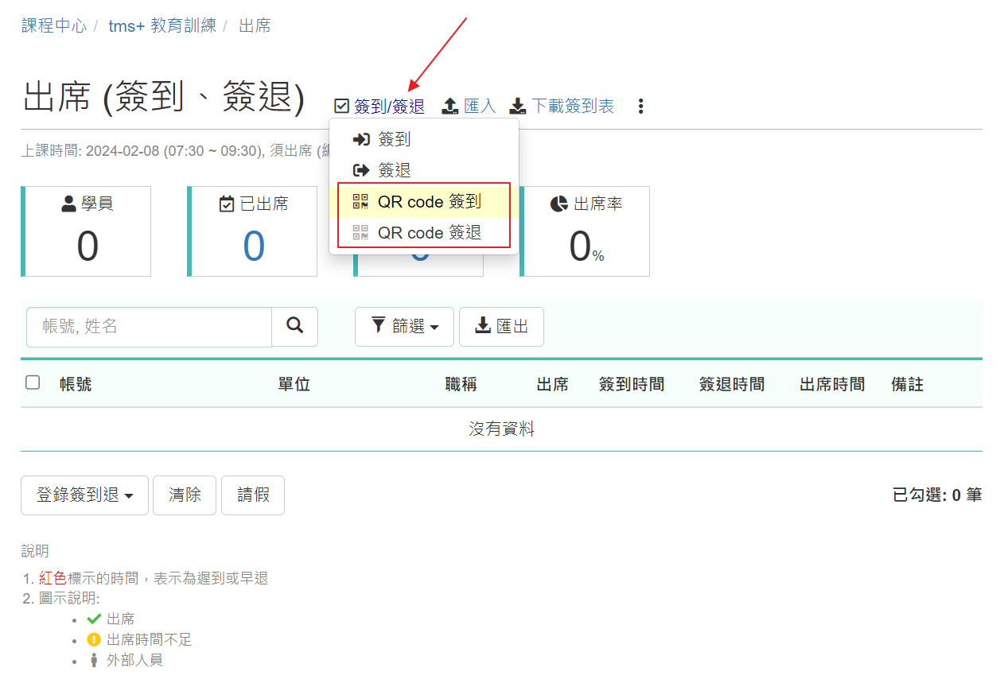 課程中心 / tms+ 教育訓練 / 出席
出席 (簽到、簽退)
簽到/簽退 匯入 下載簽到表
簽到
簽退
QR code 簽到
QR code 簽退
上課時間: 2024-02-08 (07:30 ~ 09:30), 須出席
學員
0
已出席
0
出席率
0%
帳號, 姓名
篩選
匯出
帳號 單位 職稱 出席 簽到時間 簽退時間 出席時間 備註
沒有資料
登錄簽到退 清除 請假
已勾選: 0 筆
說明
1. 紅色標示的時間,表示為遲到或早退
2. 圖示說明:
出席
出席時間不足
外部人員